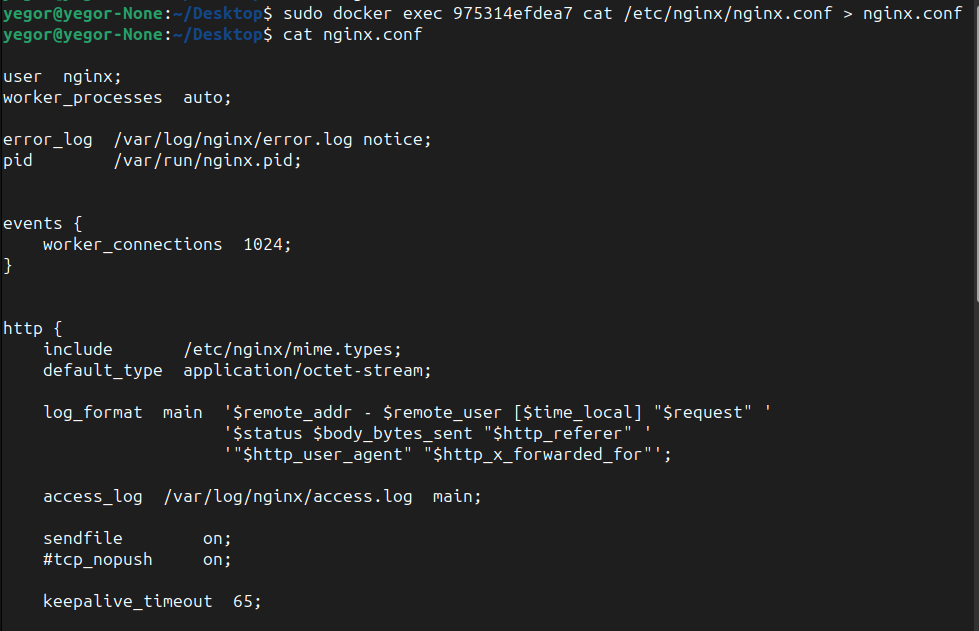 yegor@yegor-None:~/Desktop$ sudo docker exec 975314efdea7 cat /etc/nginx/nginx.conf > nginx.conf
yegor@yegor-None:~/Desktop$ cat nginx.conf

user  nginx;
worker_processes  auto;

error_log  /var/log/nginx/error.log notice;
pid        /var/run/nginx.pid;


events {
    worker_connections  1024;
}


http {
    include       /etc/nginx/mime.types;
    default_type  application/octet-stream;

    log_format  main  '$remote_addr - $remote_user [$time_local] "$request" '
                      '$status $body_bytes_sent "$http_referer" '
                      '"$http_user_agent" "$http_x_forwarded_for"';

    access_log  /var/log/nginx/access.log  main;

    sendfile        on;
    #tcp_nopush     on;

    keepalive_timeout  65;